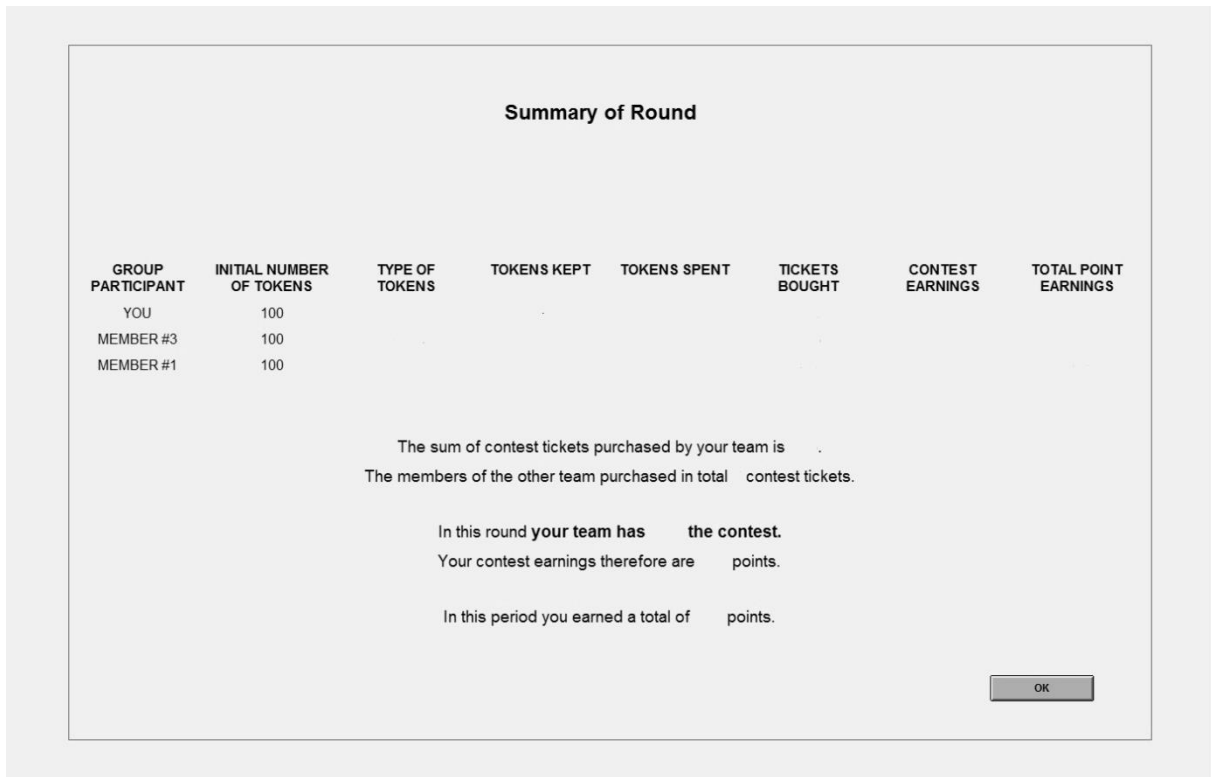 Summary of Round
GROUP PARTICIPANT INITIAL NUMBER OF TOKENS TYPE OF TOKENS TOKENS KEPT TOKENS SPENT TICKETS BOUGHT CONTEST EARNINGS TOTAL POINT EARNINGS
YOU 100
MEMBER #3 100
MEMBER #1 100
The sum of contest tickets purchased by your team is .
The members of the other team purchased in total contest tickets.
In this round your team has the contest.
Your contest earnings therefore are points.
In this period you earned a total of points.
OK